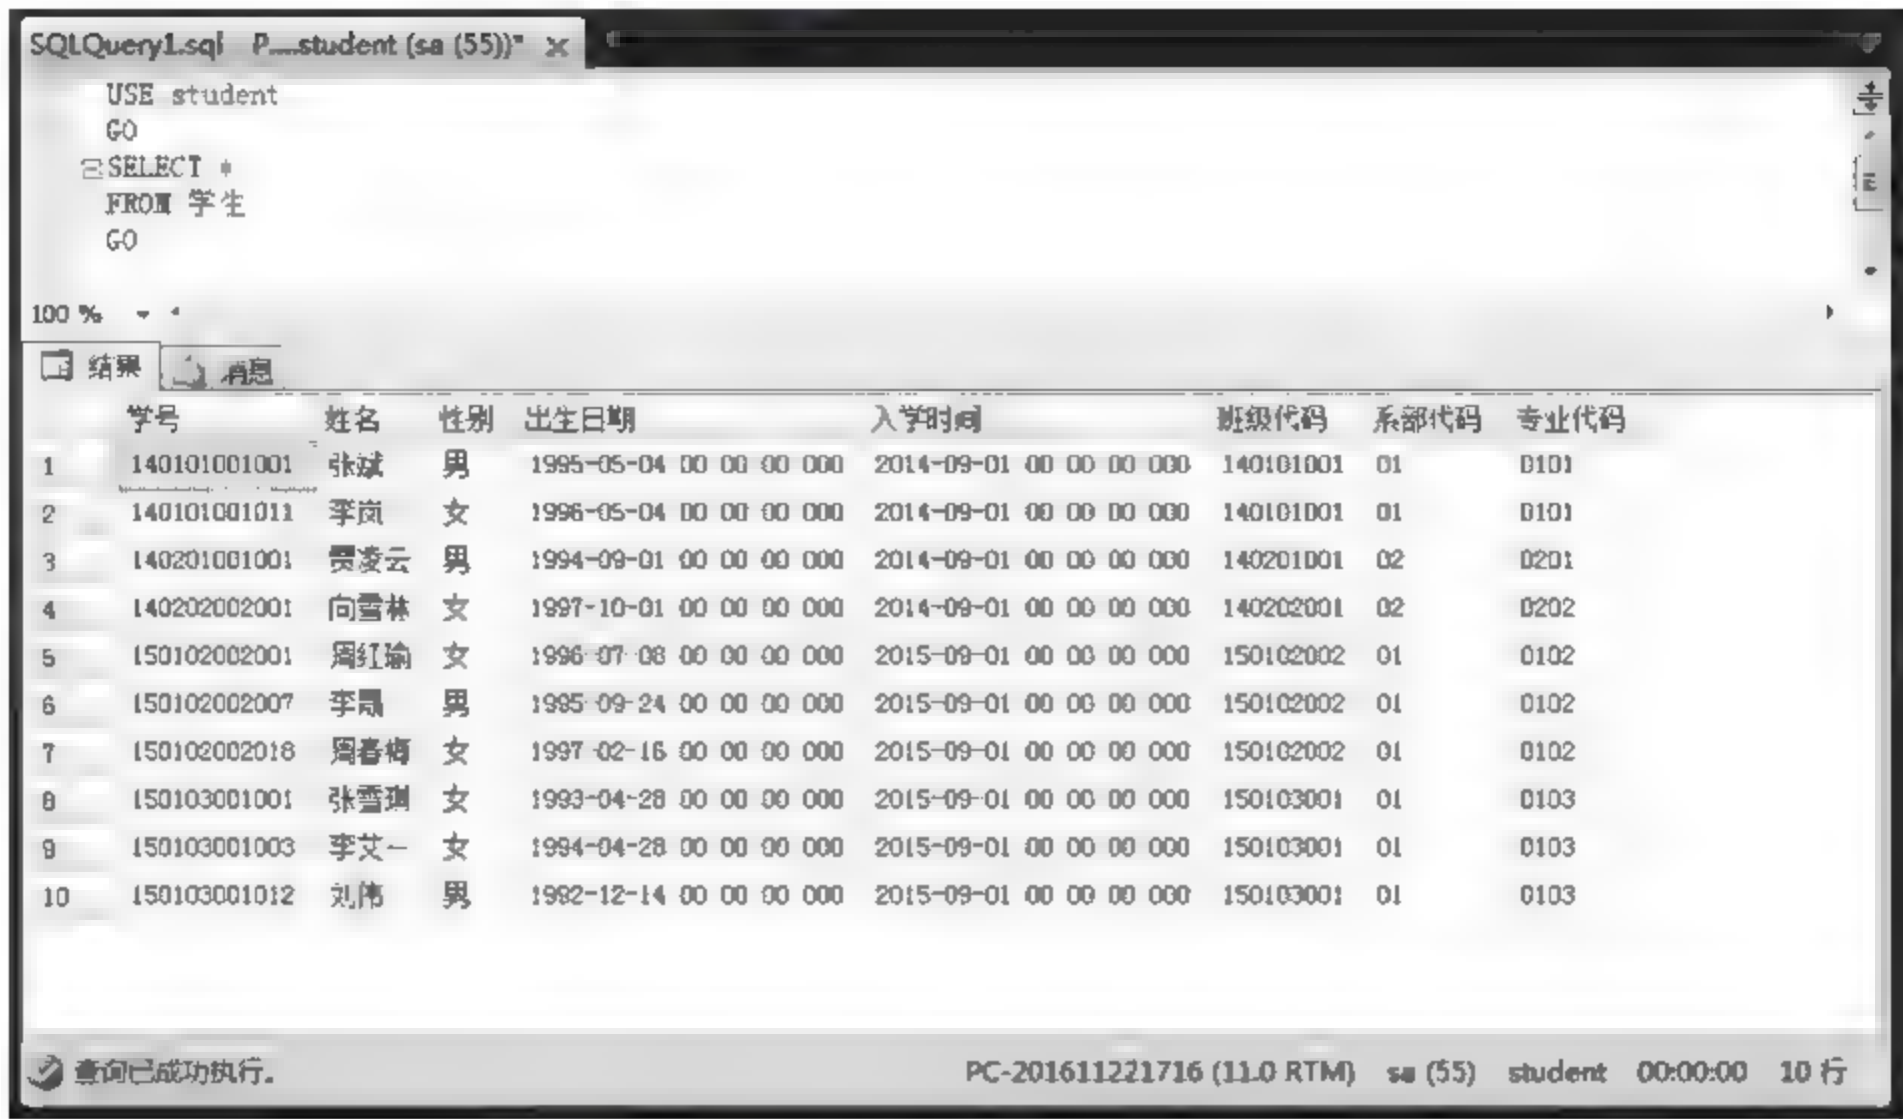 SQLQuery1.sql P...student (sa (55))* ×
USE student
GO
SELECT *
FROM 学生
GO
100 %
结果 消息
学号 姓名 性别 出生日期 入学时间 班级代码 系部代码 专业代码
1 140101001001 张斌 男 1995-05-04 00 00 00 000 2014-09-01 00 00 00 000 140101001 01 0101
2 140101001011 李岚 女 1996-05-04 00 00 00 000 2014-09-01 00 00 00 000 140101001 01 0101
3 140201001001 贾凌云 男 1994-09-01 00 00 00 000 2014-09-01 00 00 00 000 140201001 02 0201
4 140202002001 向雪林 女 1997-10-01 00 00 00 000 2014-09-01 00 00 00 000 140202001 02 0202
5 150102002001 周红瑜 女 1996-07-08 00 00 00 000 2015-09-01 00 00 00 000 150102002 01 0102
6 150102002007 李晟 男 1995-09-24 00 00 00 000 2015-09-01 00 00 00 000 150102002 01 0102
7 150102002018 周春梅 女 1997-02-16 00 00 00 000 2015-09-01 00 00 00 000 150102002 01 0102
8 150103001001 张雪琪 女 1993-04-28 00 00 00 000 2015-09-01 00 00 00 000 150103001 01 0103
9 150103001003 李艾一 女 1994-04-28 00 00 00 000 2015-09-01 00 00 00 000 150103001 01 0103
10 150103001012 刘伟 男 1992-12-14 00 00 00 000 2015-09-01 00 00 00 000 150103001 01 0103
查询已成功执行。 PC-201611221716 (11.0 RTM) sa (55) student 00:00:00 10 行